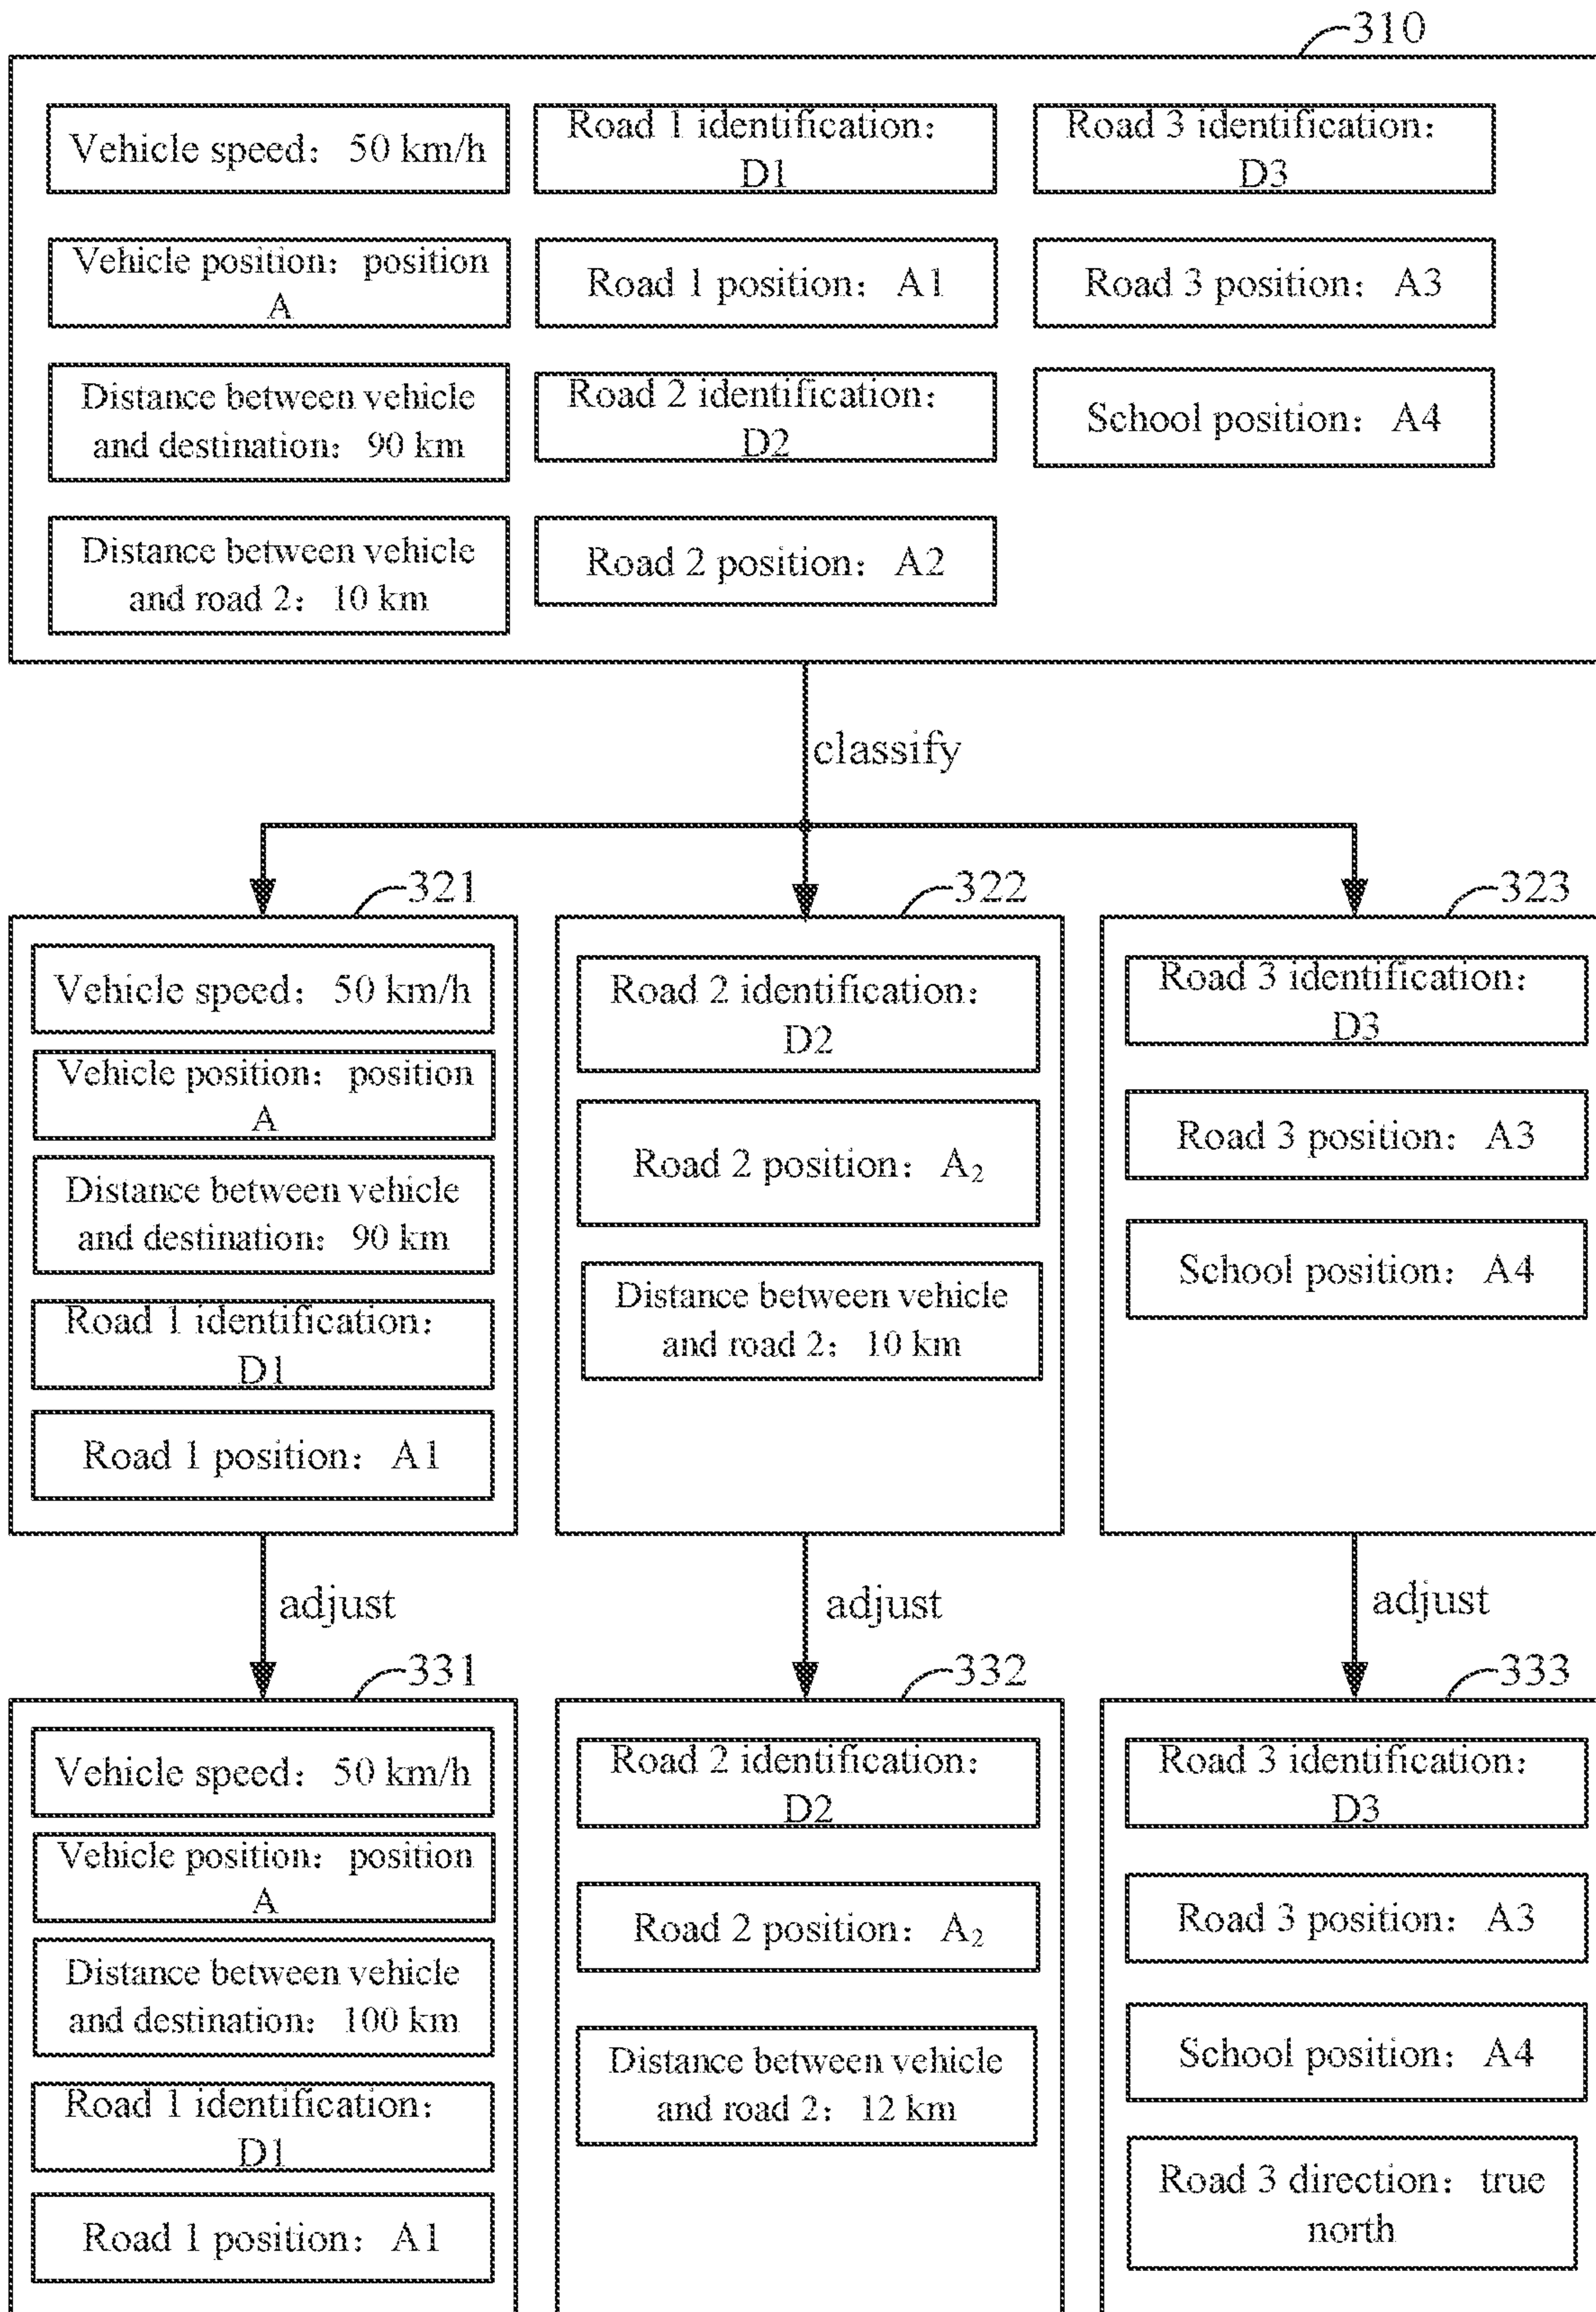 310
Vehicle speed: 50 km/h
Vehicle position: position
A
Distance between vehicle
and destination: 90 km
Distance between vehicle
and road 2: 10 km
Road 1 identification:
D1
Road 1 position: A1
Road 2 identification:
D2
Road 2 position: A2
Road 3 identification:
D3
Road 3 position: A3
School position: A4
classify
321
Vehicle speed: 50 km/h
Vehicle position: position
A
Distance between vehicle
and destination: 90 km
Road 1 identification:
D1
Road 1 position: A1
322
Road 2 identification:
D2
Road 2 position: A₂
Distance between vehicle
and road 2: 10 km
323
Road 3 identification:
D3
Road 3 position: A3
School position: A4
adjust
adjust
adjust
331
Vehicle speed: 50 km/h
Vehicle position: position
A
Distance between vehicle
and destination: 100 km
Road 1 identification:
D1
Road 1 position: A1
332
Road 2 identification:
D2
Road 2 position: A₂
Distance between vehicle
and road 2: 12 km
333
Road 3 identification:
D3
Road 3 position: A3
School position: A4
Road 3 direction: true
north